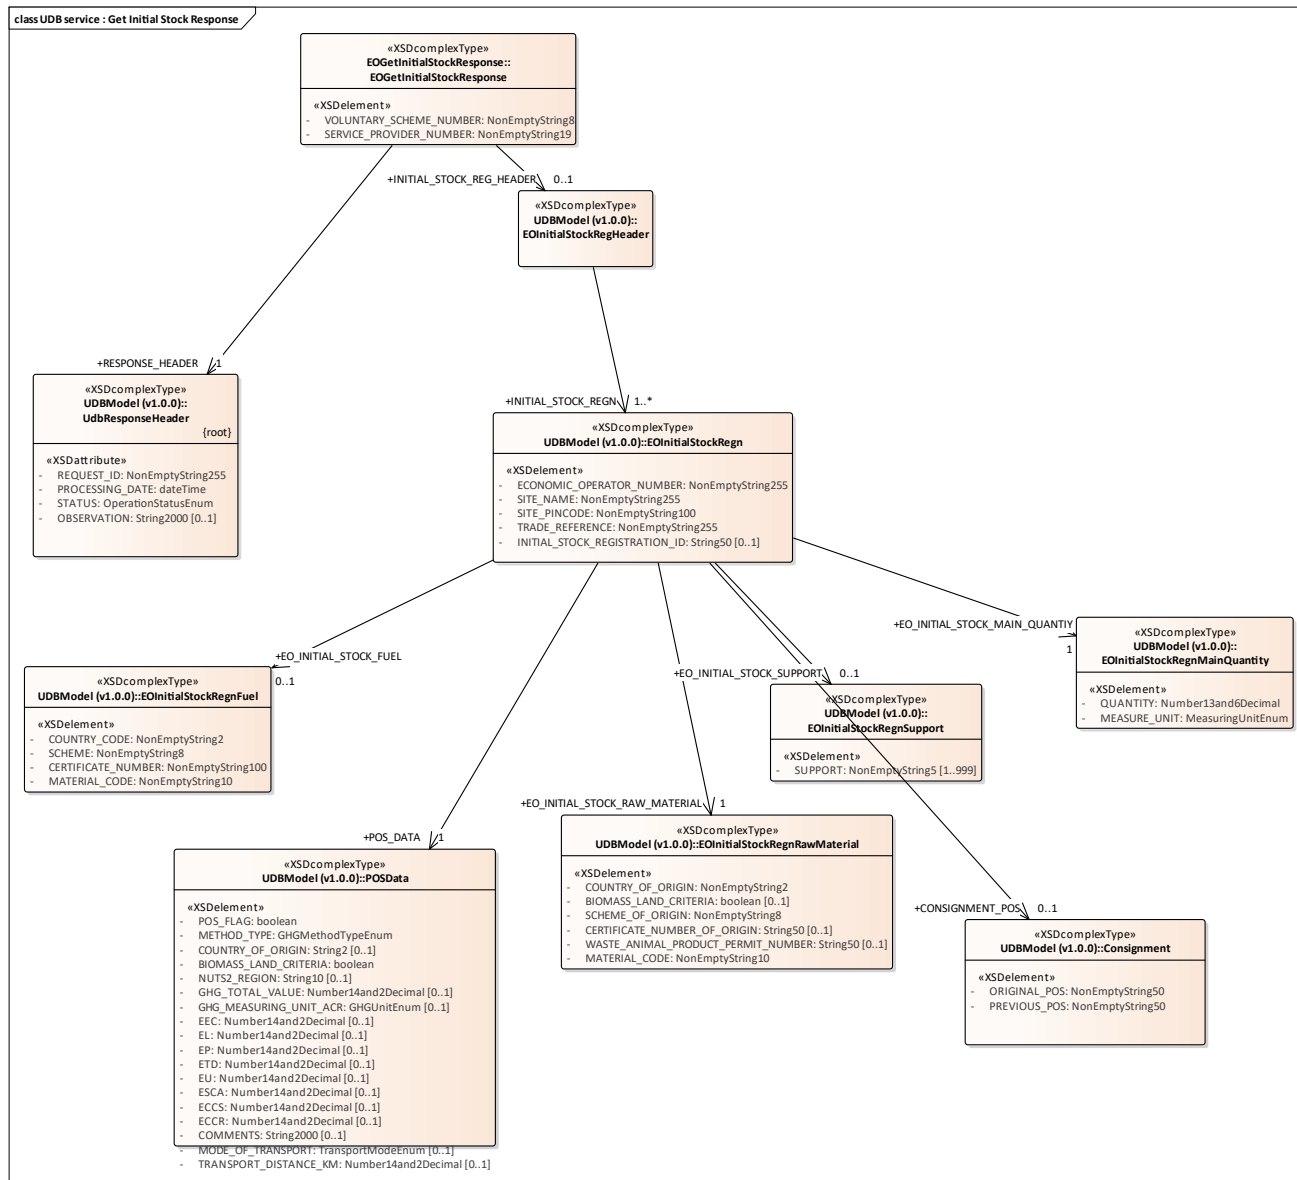 class UDB service : Get Initial Stock Response
«XSDcomplexType»
EOGetInitialStockResponse::
EOGetInitialStockResponse
«XSDelement»
- VOLUNTARY_SCHEME_NUMBER: NonEmptyString8
- SERVICE_PROVIDER_NUMBER: NonEmptyString19
+INITIAL_STOCK_REG_HEADER 0..1
«XSDcomplexType»
UDBModel (v1.0.0)::
EOInitialStockRegHeader
+RESPONSE_HEADER 1
«XSDcomplexType»
UDBModel (v1.0.0)::
UdbResponseHeader
{root}
«XSDattribute»
- REQUEST_ID: NonEmptyString255
- PROCESSING_DATE: dateTime
- STATUS: OperationStatusEnum
- OBSERVATION: String2000 [0..1]
+INITIAL_STOCK_REGN 1..*
«XSDcomplexType»
UDBModel (v1.0.0)::EOInitialStockRegn
«XSDelement»
- ECONOMIC_OPERATOR_NUMBER: NonEmptyString255
- SITE_NAME: NonEmptyString255
- SITE_PINCODE: NonEmptyString100
- TRADE_REFERENCE: NonEmptyString255
- INITIAL_STOCK_REGISTRATION_ID: String50 [0..1]
+EO_INITIAL_STOCK_MAIN_QUANTIY
1
«XSDcomplexType»
UDBModel (v1.0.0)::
EOInitialStockRegnMainQuantity
«XSDelement»
- QUANTITY: Number13and6Decimal
- MEASURE_UNIT: MeasuringUnitEnum
+EO_INITIAL_STOCK_FUEL
0..1
«XSDcomplexType»
UDBModel (v1.0.0)::EOInitialStockRegnFuel
«XSDelement»
- COUNTRY_CODE: NonEmptyString2
- SCHEME: NonEmptyString8
- CERTIFICATE_NUMBER: NonEmptyString100
- MATERIAL_CODE: NonEmptyString10
+EO_INITIAL_STOCK_SUPPORT 0..1
«XSDcomplexType»
UDBModel (v1.0.0)::
EOInitialStockRegnSupport
«XSDelement»
- SUPPORT: NonEmptyString5 [1..999]
+EO_INITIAL_STOCK_RAW_MATERIAL 1
«XSDcomplexType»
UDBModel (v1.0.0)::EOInitialStockRegnRawMaterial
«XSDelement»
- COUNTRY_OF_ORIGIN: NonEmptyString2
- BIOMASS_LAND_CRITERIA: boolean [0..1]
- SCHEME_OF_ORIGIN: NonEmptyString8
- CERTIFICATE_NUMBER_OF_ORIGIN: String50 [0..1]
- WASTE_ANIMAL_PRODUCT_PERMIT_NUMBER: String50 [0..1]
- MATERIAL_CODE: NonEmptyString10
+POS_DATA 1
«XSDcomplexType»
UDBModel (v1.0.0)::POSData
«XSDelement»
- POS_FLAG: boolean
- METHOD_TYPE: GHGMethodTypeEnum
- COUNTRY_OF_ORIGIN: String2 [0..1]
- BIOMASS_LAND_CRITERIA: boolean
- NUTS2_REGION: String10 [0..1]
- GHG_TOTAL_VALUE: Number14and2Decimal [0..1]
- GHG_MEASURING_UNIT_ACR: GHGUnitEnum [0..1]
- EEC: Number14and2Decimal [0..1]
- EL: Number14and2Decimal [0..1]
- EP: Number14and2Decimal [0..1]
- ETD: Number14and2Decimal [0..1]
- EU: Number14and2Decimal [0..1]
- ESCA: Number14and2Decimal [0..1]
- ECCS: Number14and2Decimal [0..1]
- ECCR: Number14and2Decimal [0..1]
- COMMENTS: String2000 [0..1]
- MODE_OF_TRANSPORT: TransportModeEnum [0..1]
- TRANSPORT_DISTANCE_KM: Number14and2Decimal [0..1]
+CONSIGNMENT_POS 0..1
«XSDcomplexType»
UDBModel (v1.0.0)::Consignment
«XSDelement»
- ORIGINAL_POS: NonEmptyString50
- PREVIOUS_POS: NonEmptyString50